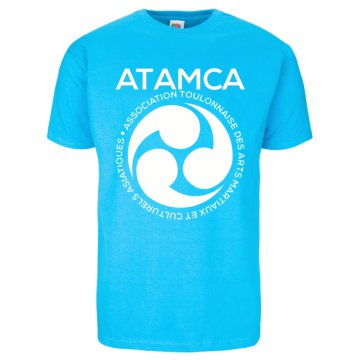 ATAMCA
ASSOCIATION TOULONNAISE DES ARTS MARTIAUX ET CULTURELS ASIATIQUES •